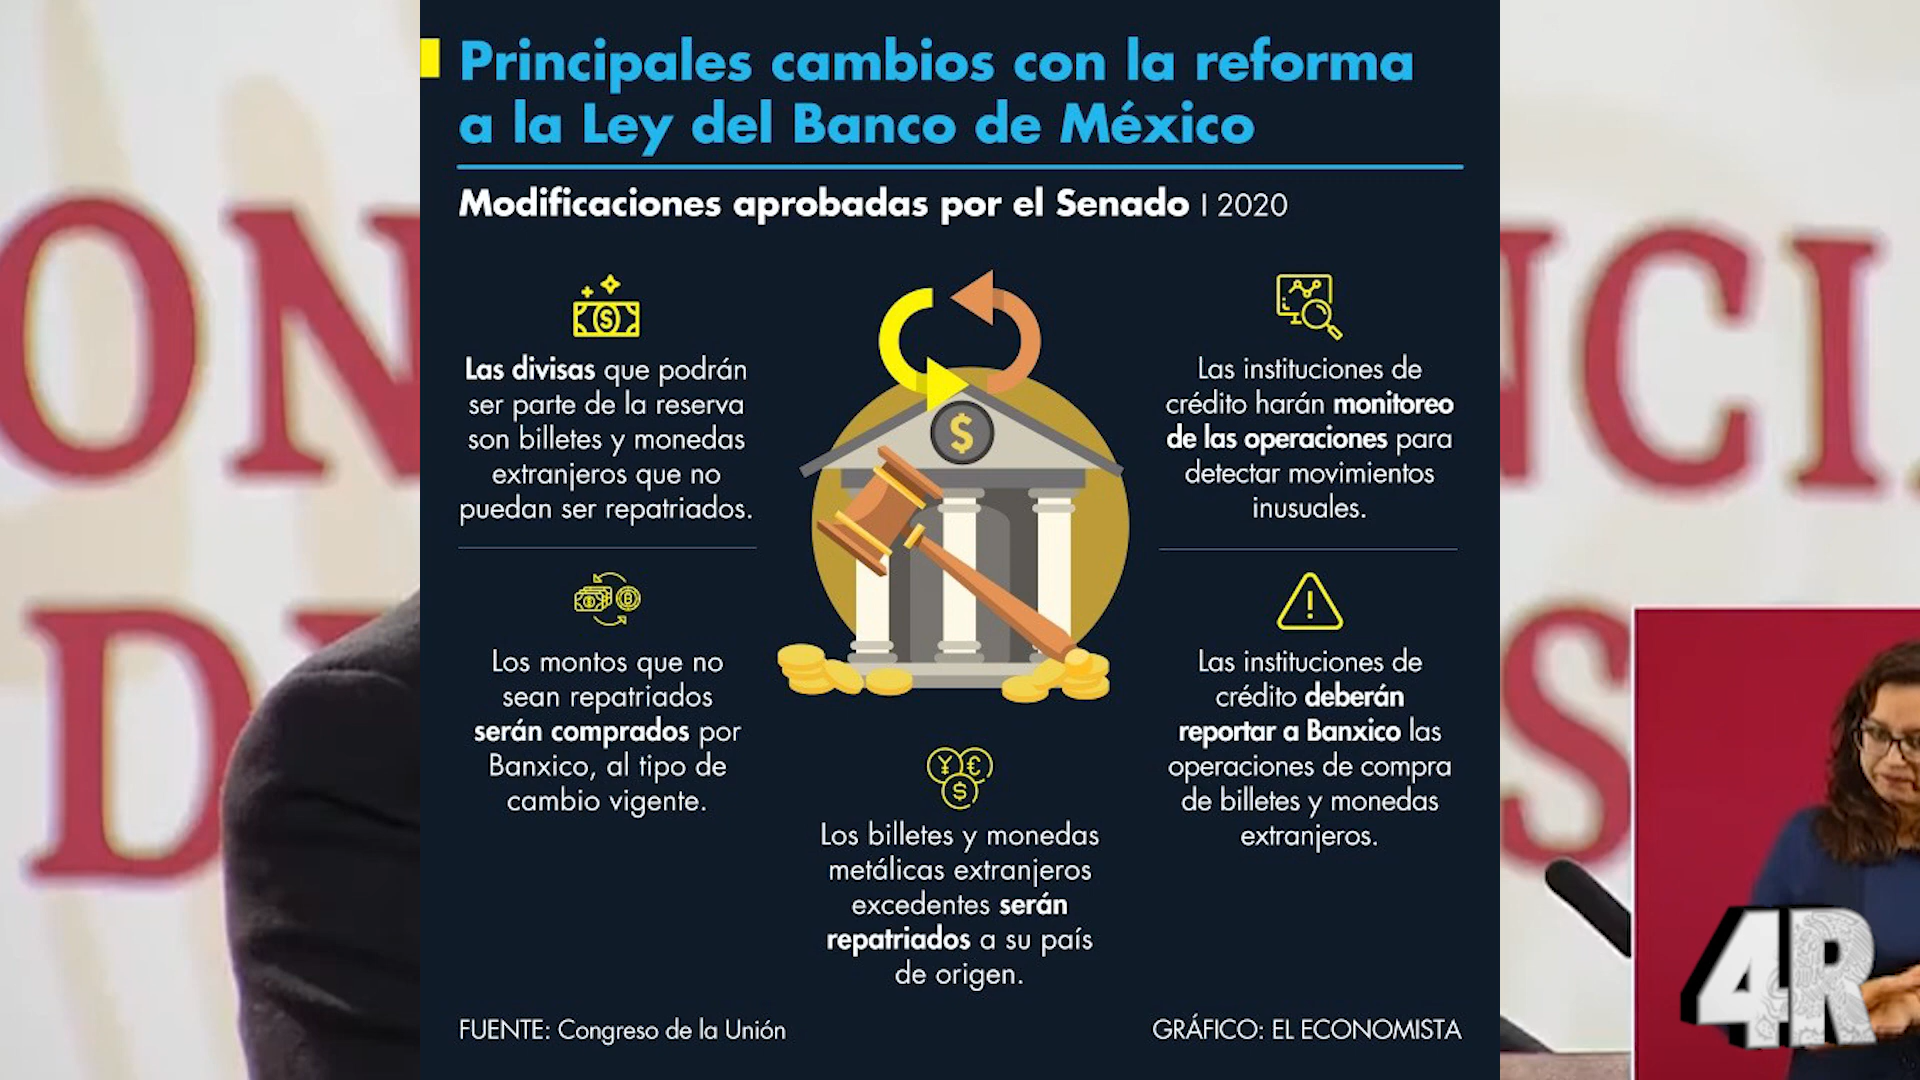 Principales cambios con la reforma
a la Ley del Banco de México
Modificaciones aprobadas por el Senado | 2020
Las divisas que podrán
ser parte de la reserva
son billetes y monedas
extranjeros que no
puedan ser repatriados.
Los montos que no
sean repatriados
serán comprados por
Banxico, al tipo de
cambio vigente.
Los billetes y monedas
metálicas extranjeros
excedentes serán
repatriados a su país
de origen.
Las instituciones de
crédito harán monitoreo
de las operaciones para
detectar movimientos
inusuales.
Las instituciones de
crédito deberán
reportar a Banxico las
operaciones de compra
de billetes y monedas
extranjeros.
FUENTE: Congreso de la Unión
GRÁFICO: EL ECONOMISTA
ON
NCI
D
S
4R